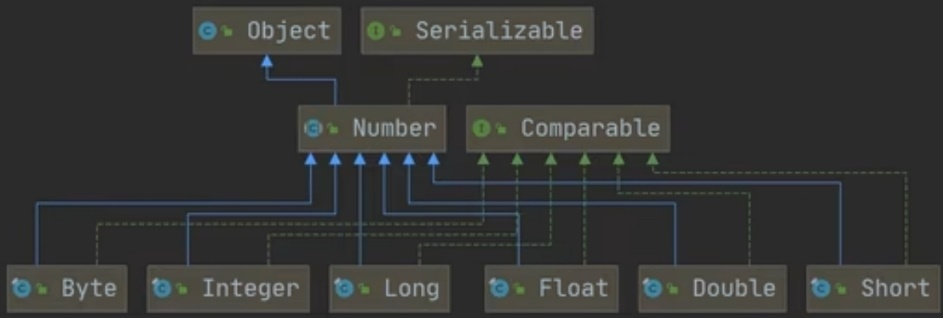 Object Serializable
Number Comparable
Byte Integer Long Float Double Short